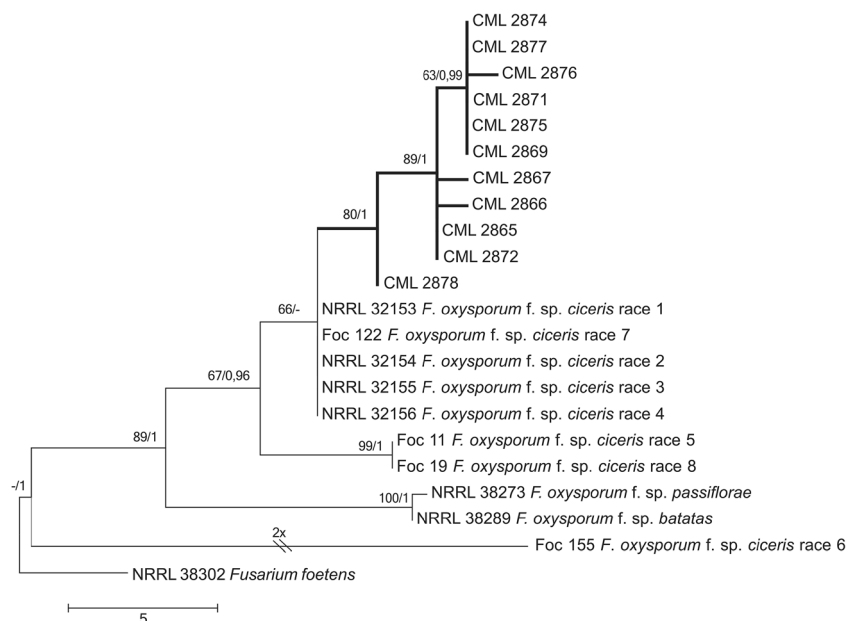 CML 2874
CML 2877
63/0,99
CML 2876
CML 2871
CML 2875
CML 2869
89/1
CML 2867
CML 2866
80/1
CML 2865
CML 2872
CML 2878
66/-
NRRL 32153 F. oxysporum f. sp. ciceris race 1
Foc 122 F. oxysporum f. sp. ciceris race 7
NRRL 32154 F. oxysporum f. sp. ciceris race 2
67/0,96
NRRL 32155 F. oxysporum f. sp. ciceris race 3
NRRL 32156 F. oxysporum f. sp. ciceris race 4
89/1
Foc 11 F. oxysporum f. sp. ciceris race 5
99/1
Foc 19 F. oxysporum f. sp. ciceris race 8
-/1
NRRL 38273 F. oxysporum f. sp. passiflorae
100/1
NRRL 38289 F. oxysporum f. sp. batatas
2x
Foc 155 F. oxysporum f. sp. ciceris race 6
NRRL 38302 Fusarium foetens
5